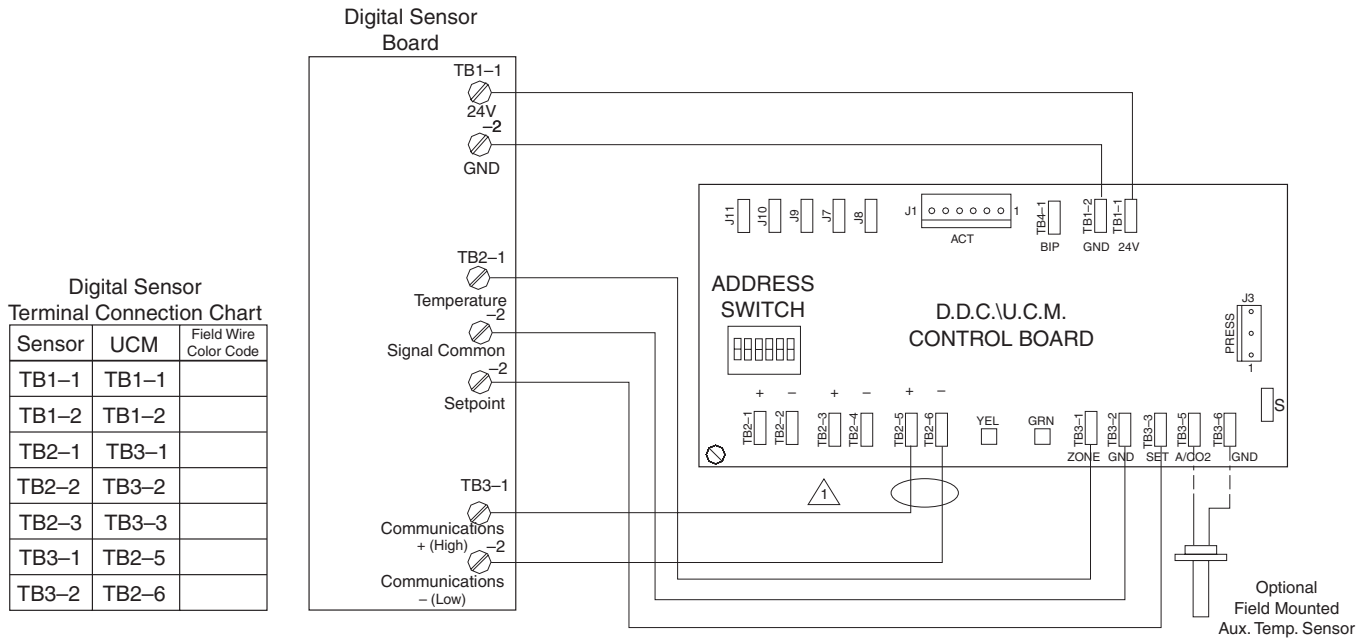 Digital Sensor
Board
TB1–1
24V
–2
GND
TB2–1
Temperature
–2
Signal Common
–2
Setpoint
TB3–1
Communications
+ (High)
–2
Communications
– (Low)
Digital Sensor
Terminal Connection Chart
Sensor UCM Field Wire
Color Code
TB1–1 TB1–1
TB1–2 TB1–2
TB2–1 TB3–1
TB2–2 TB3–2
TB2–3 TB3–3
TB3–1 TB2–5
TB3–2 TB2–6
J11 J10 J9 J7 J8 J1 1 TB4–1 TB1–2 TB1–1
ACT BIP GND 24V
ADDRESS
SWITCH
D.D.C.\U.C.M.
CONTROL BOARD
J3
PRESS
1
S
+ – + – + –
TB2–1 TB2–2 TB2–3 TB2–4 TB2–5 TB2–6 YEL GRN TB3–1 TB3–2 TB3–3 TB3–5 TB3–6
ZONE GND SET A/CO2 GND
1
Optional
Field Mounted
Aux. Temp. Sensor